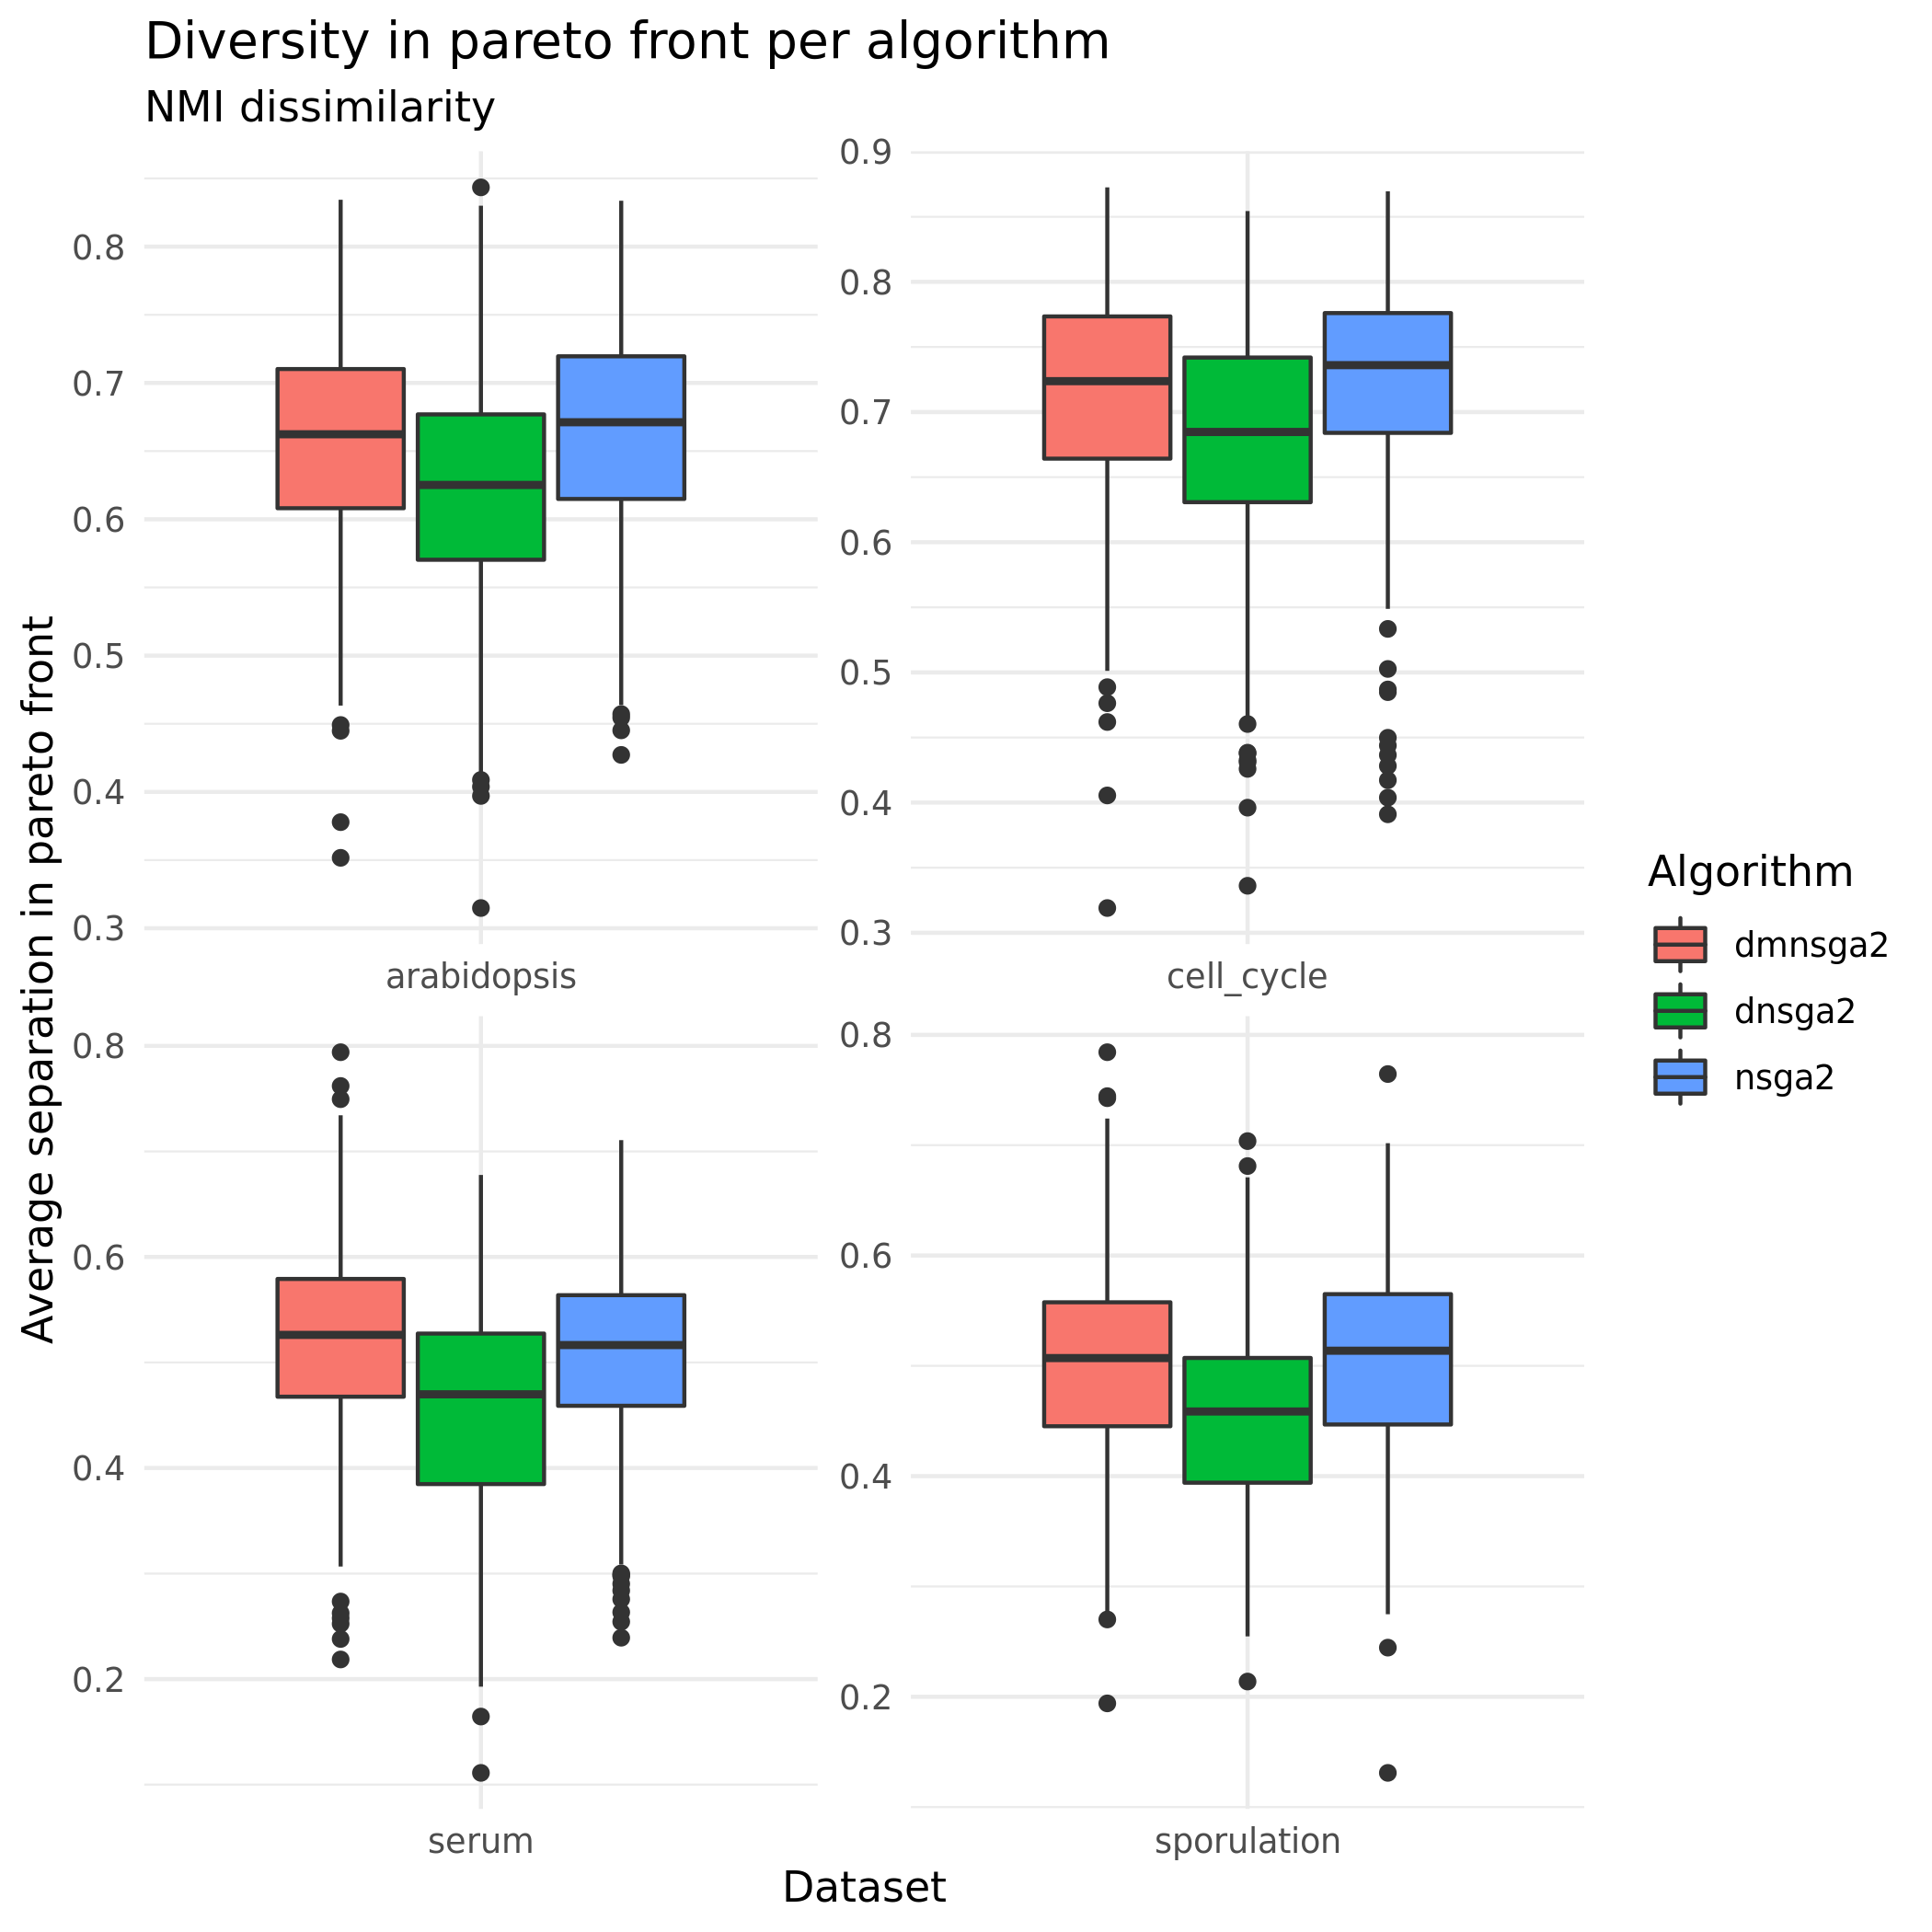 Diversity in pareto front per algorithm
NMI dissimilarity
Average separation in pareto front
0.8
0.7
0.6
0.5
0.4
0.3
arabidopsis
0.9
0.8
0.7
0.6
0.5
0.4
0.3
cell_cycle
0.8
0.6
0.4
0.2
serum
0.8
0.6
0.4
0.2
sporulation
Dataset
Algorithm
dmnsga2
dnsga2
nsga2